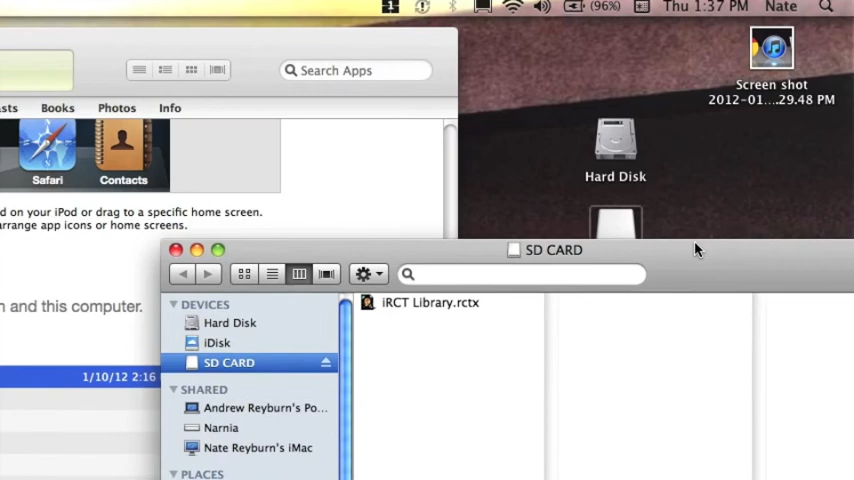 1
(96%)
Thu 1:37 PM
Nate
Screen shot
2012-01....29.48 PM
Hard Disk
Search Apps
sts
Books
Photos
Info
Safari
Contacts
d on your iPod or drag to a specific home screen.
arrange app icons or home screens.
n and this computer.
1/10/12 2:16
SD CARD
DEVICES
Hard Disk
iDisk
SD CARD
SHARED
Andrew Reyburn's Po...
Narnia
Nate Reyburn's iMac
PLACES
iRCT Library.rctx